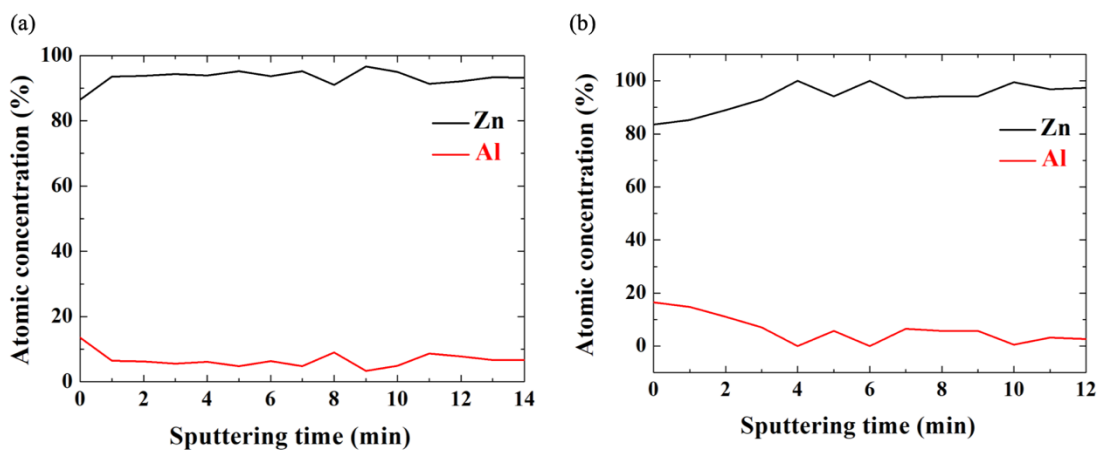 (a)
100
80
60
40
20
0
Atomic concentration (%)
Zn
Al
0 2 4 6 8 10 12 14
Sputtering time (min)
(b)
100
80
60
40
20
0
Atomic concentration (%)
Zn
Al
0 2 4 6 8 10 12
Sputtering time (min)